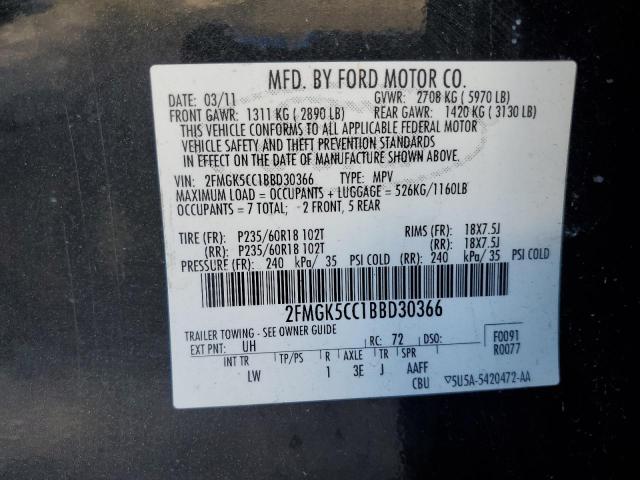 MFD. BY FORD MOTOR CO.
DATE: 03/11 GVWR: 2708 KG ( 5970 LB)
FRONT GAWR: 1311 KG ( 2890 LB) REAR GAWR: 1420 KG ( 3130 LB)
THIS VEHICLE CONFORMS TO ALL APPLICABLE FEDERAL MOTOR
VEHICLE SAFETY AND THEFT PREVENTION STANDARDS
IN EFFECT ON THE DATE OF MANUFACTURE SHOWN ABOVE.
VIN: 2FMGK5CC1BBD30366 TYPE: MPV
MAXIMUM LOAD = OCCUPANTS + LUGGAGE = 526KG/1160LB
OCCUPANTS = 7 TOTAL; - 2 FRONT, 5 REAR
TIRE (FR): P235/60R18 102T RIMS (FR): 18X7.5J
(RR): P235/60R18 102T (RR): 18X7.5J
PRESSURE (FR): 240 kPa/ 35 PSI COLD (RR): 240 kPa/ 35 PSI COLD
2FMGK5CC1BBD30366
TRAILER TOWING - SEE OWNER GUIDE
EXT PNT: UH RC: 72 DSO: F0091
R0077
INT TR TP/PS R AXLE TR SPR
LW 1 3E J AAFF
CBU ▽5U5A-5420472-AA